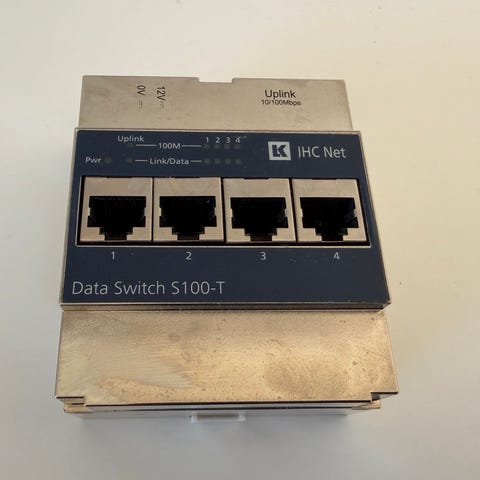 0V
12V
Uplink
10/100Mbps
Uplink 1 2 3 4
100M LK IHC Net
Pwr Link/Data
1 2 3 4
Data Switch S100-T